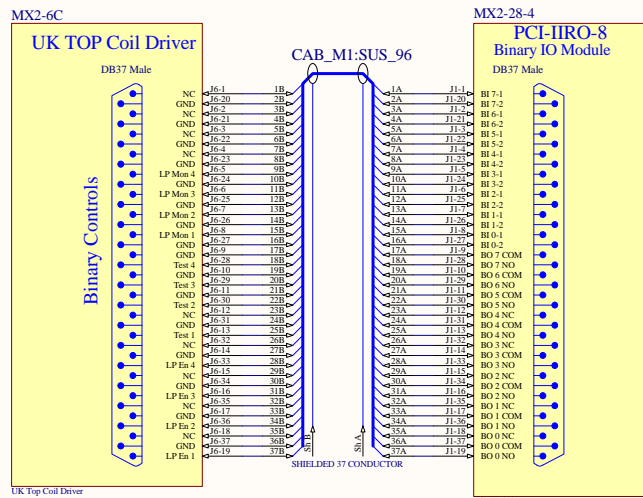 MX2-6C
MX2-28-4
UK TOP Coil Driver
PCI-IIRO-8
Binary IO Module
CAB_M1:SUS_96
DB37 Male
DB37 Male
NC J6-1 1B 1A J1-1 BI 7-1
GND J6-20 2B 2A J1-20 BI 7-2
NC J6-2 3B 3A J1-2 BI 6-1
GND J6-21 4B 4A J1-21 BI 6-2
NC J6-3 5B 5A J1-3 BI 5-1
GND J6-22 6B 6A J1-22 BI 5-2
NC J6-4 7B 7A J1-4 BI 4-1
GND J6-23 8B 8A J1-23 BI 4-2
LP Mon 4 J6-5 9B 9A J1-5 BI 3-1
GND J6-24 10B 10A J1-24 BI 3-2
LP Mon 3 J6-6 11B 11A J1-6 BI 2-1
GND J6-25 12B 12A J1-25 BI 2-2
LP Mon 2 J6-7 13B 13A J1-7 BI 1-1
GND J6-26 14B 14A J1-26 BI 1-2
LP Mon 1 J6-8 15B 15A J1-8 BI 0-1
GND J6-27 16B 16A J1-27 BI 0-2
GND J6-9 17B 17A J1-9 BO 7 COM
Test 4 J6-28 18B 18A J1-28 BO 7 NO
GND J6-10 19B 19A J1-10 BO 6 COM
Test 3 J6-29 20B 20A J1-29 BO 6 NO
GND J6-11 21B 21A J1-11 BO 5 COM
Test 2 J6-30 22B 22A J1-30 BO 5 NO
NC J6-12 23B 23A J1-12 BO 4 NC
GND J6-31 24B 24A J1-31 BO 4 COM
Test 1 J6-13 25B 25A J1-13 BO 4 NO
NC J6-32 26B 26A J1-32 BO 3 NC
GND J6-14 27B 27A J1-14 BO 3 COM
LP En 4 J6-33 28B 28A J1-33 BO 3 NO
NC J6-15 29B 29A J1-15 BO 2 NC
GND J6-34 30B 30A J1-34 BO 2 COM
LP En 3 J6-16 31B 31A J1-16 BO 2 NO
NC J6-35 32B 32A J1-35 BO 1 NC
GND J6-17 33B 33A J1-17 BO 1 COM
LP En 2 J6-36 34B 34A J1-36 BO 1 NO
NC J6-18 35B 35A J1-18 BO 0 NC
GND J6-37 36B 36A J1-37 BO 0 COM
LP En 1 J6-19 37B 37A J1-19 BO 0 NO
Binary Controls
Sh B
Sh A
SHIELDED 37 CONDUCTOR
UK Top Coil Driver